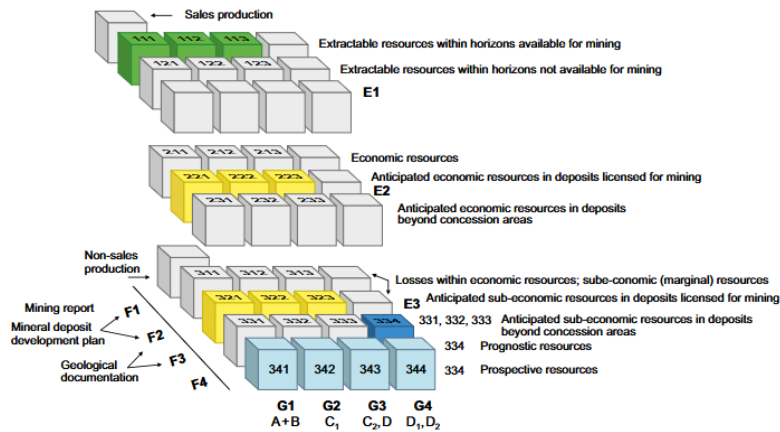 Sales production
111 112 113
Extractable resources within horizons available for mining
121 122 123
Extractable resources within horizons not available for mining
E1
211 212 213
Economic resources
221 222 223
Anticipated economic resources in deposits licensed for mining
E2
231 232 233
Anticipated economic resources in deposits
beyond concession areas
Non-sales
production
311 312 313
Losses within economic resources; sube-conomic (marginal) resources
321 322 323
E3
Anticipated sub-economic resources in deposits licensed for mining
Mining report
F1
331 332 333 334
331, 332, 333 Anticipated sub-economic resources in deposits
beyond concession areas
Mineral deposit
development plan
F2
334 Prognostic resources
Geological
documentation
F3
341 342 343 344
334 Prospective resources
F4
G1 G2 G3 G4
A+B C1 C2,D D1,D2